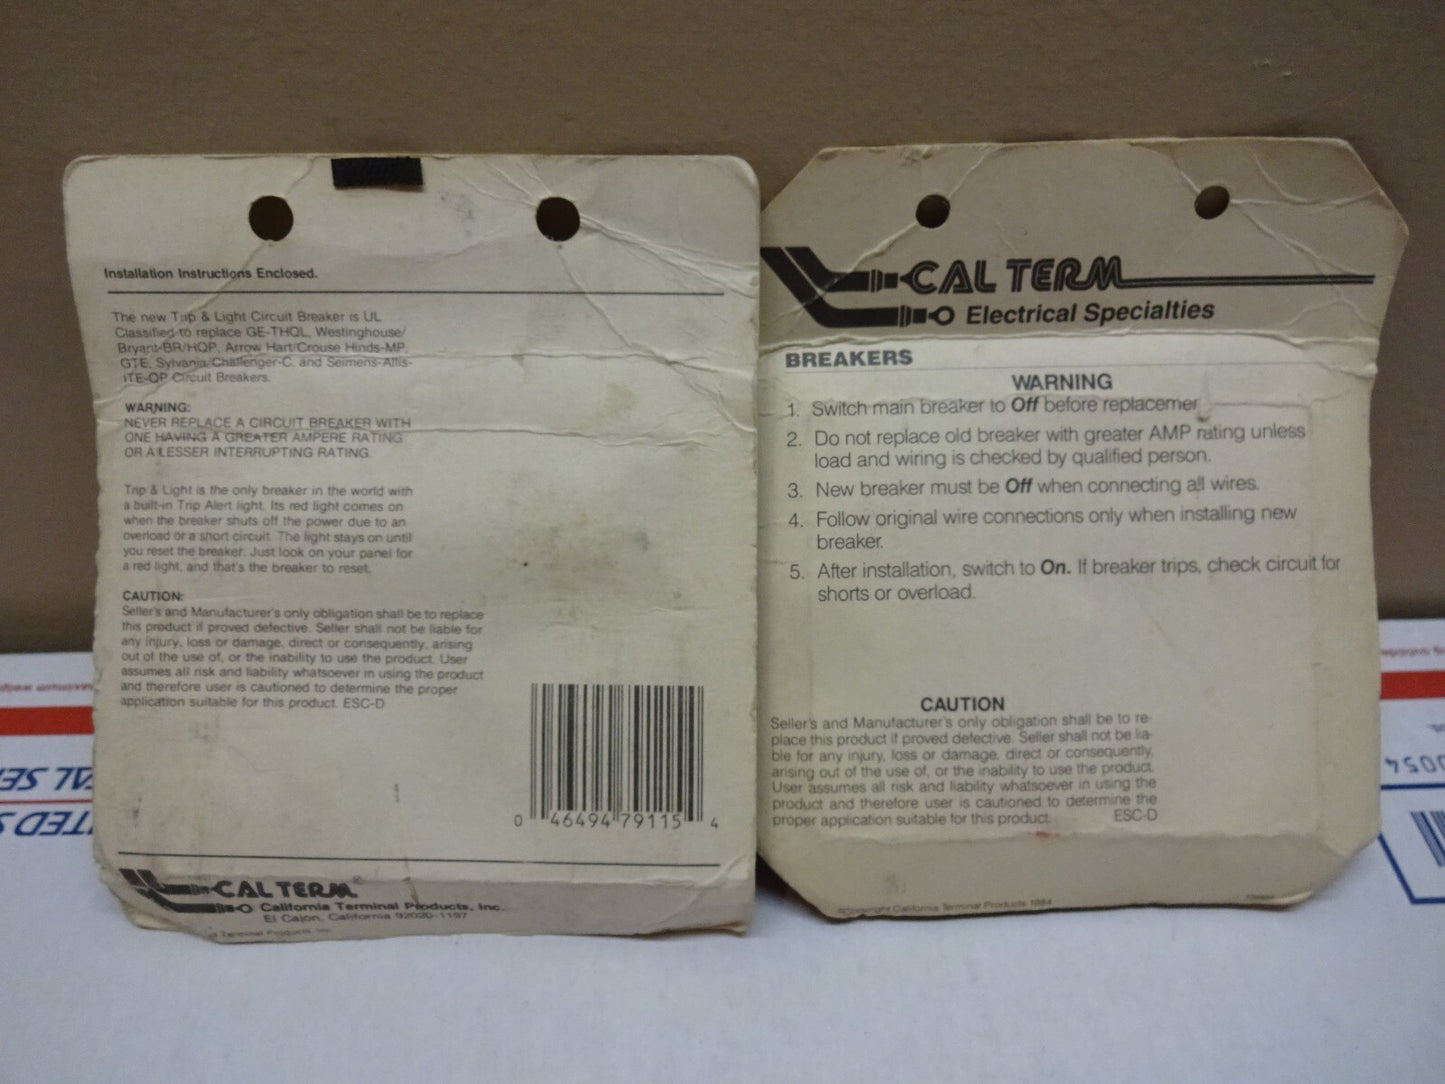 Installation Instructions Enclosed.
The new Trip & Light Circuit Breaker is UL
Classified to replace GE-THQL, Westinghouse/
Bryant-BR/HQP, Arrow Hart/Crouse Hinds-MP,
GTE, Sylvania/Challenger-C, and Seimens-Allis-
ITE-QP Circuit Breakers.
WARNING:
NEVER REPLACE A CIRCUIT BREAKER WITH
ONE HAVING A GREATER AMPERE RATING
OR A LESSER INTERRUPTING RATING.
Trip & Light is the only breaker in the world with
a built-in Trip Alert light. Its red light comes on
when the breaker shuts off the power due to an
overload or a short circuit. The light stays on until
you reset the breaker. Just look on your panel for
a red light, and that's the breaker to reset.
CAUTION:
Seller's and Manufacturer's only obligation shall be to replace
this product if proved defective. Seller shall not be liable for
any injury, loss or damage, direct or consequently, arising
out of the use of, or the inability to use the product. User
assumes all risk and liability whatsoever in using the product
and therefore user is cautioned to determine the proper
application suitable for this product. ESC-D
0 46494 79115 4
CAL TERM®
California Terminal Products, Inc.
El Cajon, California 92020-1197
Terminal Products, Inc.
CAL TERM
Electrical Specialties
BREAKERS
WARNING
1. Switch main breaker to Off before replacemen
2. Do not replace old breaker with greater AMP rating unless
load and wiring is checked by qualified person.
3. New breaker must be Off when connecting all wires.
4. Follow original wire connections only when installing new
breaker.
5. After installation, switch to On. If breaker trips, check circuit for
shorts or overload.
CAUTION
Seller's and Manufacturer's only obligation shall be to re-
place this product if proved defective. Seller shall not be lia-
ble for any injury, loss or damage, direct or consequently,
arising out of the use of, or the inability to use the product.
User assumes all risk and liability whatsoever in using the
product and therefore user is cautioned to determine the
proper application suitable for this product. ESC-D
©Copyright California Terminal Products 1984
AL SE
TED S
0054